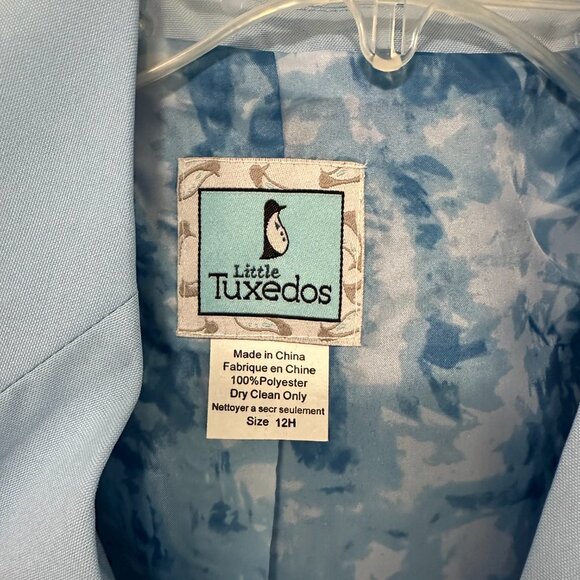 Little
Tuxedos
Made in China
Fabrique en Chine
100%Polyester
Dry Clean Only
Nettoyer a secr seulement
Size 12H